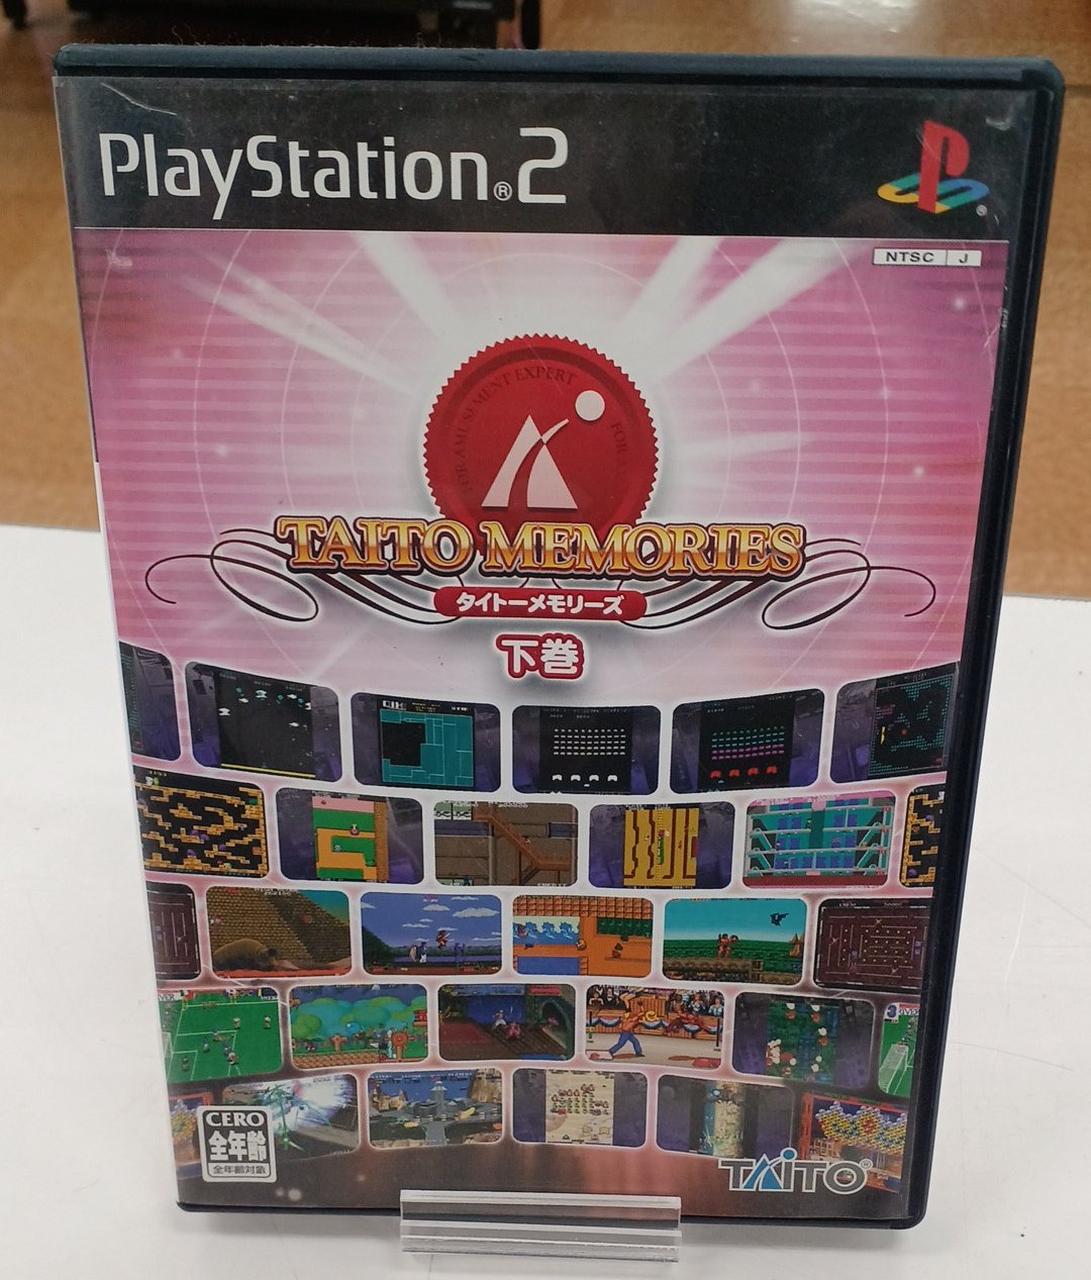 PlayStation®2
NTSC J
FOR AMUSEMENT EXPERT
TAITO MEMORIES
タイトーメモリーズ
下巻
QIX
CERO
全年齢
全年齢対象
TAITO®